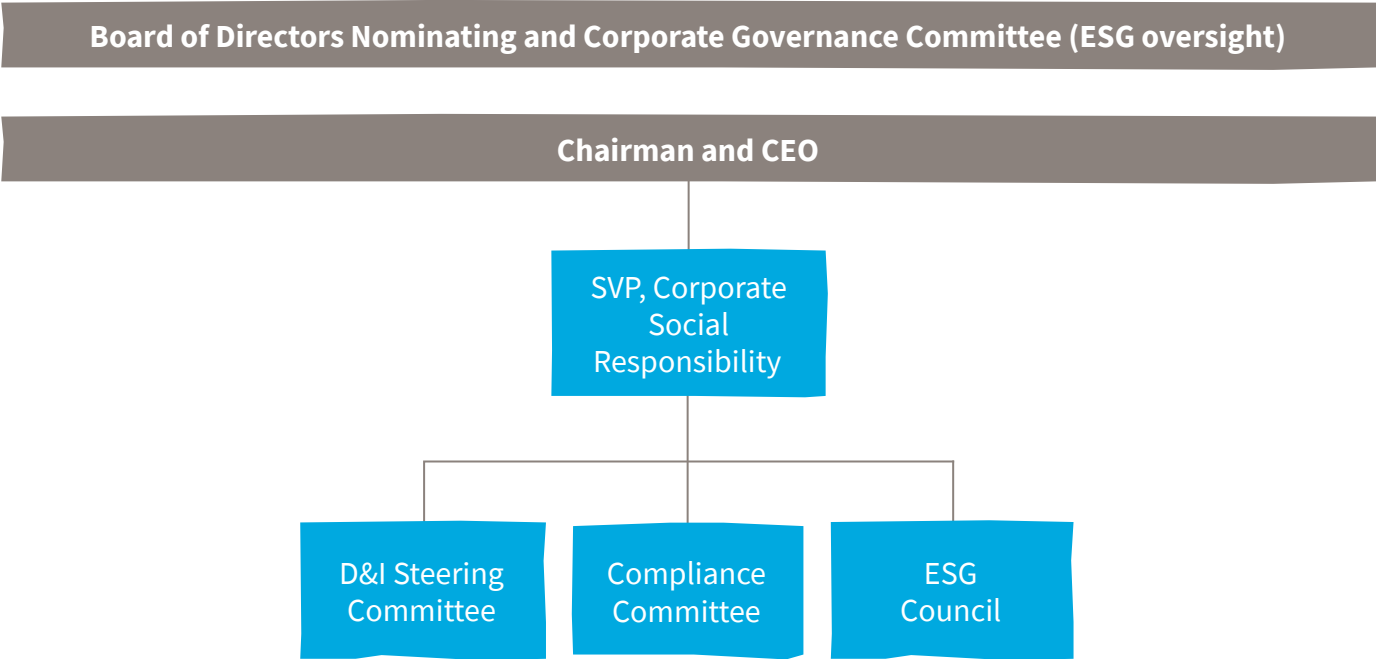 Board of Directors Nominating and Corporate Governance Committee (ESG oversight)
Chairman and CEO
SVP, Corporate
Social
Responsibility
D&I Steering
Committee
Compliance
Committee
ESG
Council